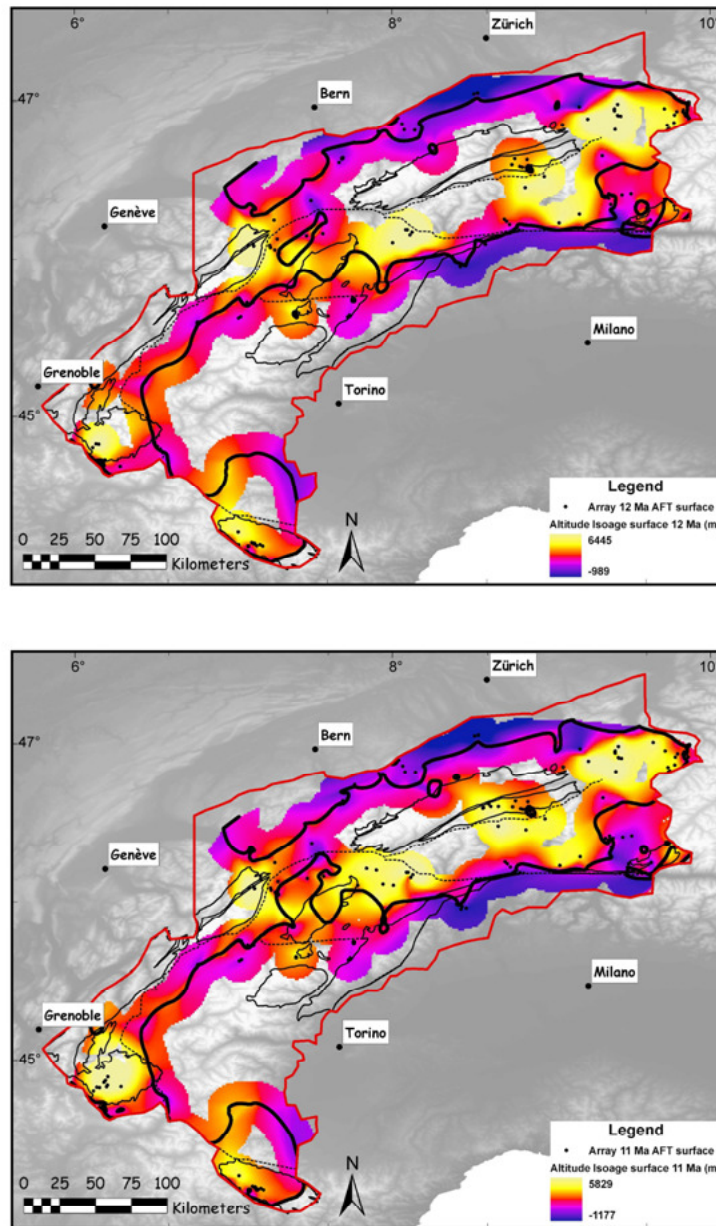 6°
8°
10°
Zürich
47°
Bern
Genève
Milano
Grenoble
45°
Torino
Legend
Array 12 Ma AFT surface
Altitude Isoage surface 12 Ma (m
6445
-989
N
0 25 50 75 100
Kilometers
6°
8°
10°
Zürich
47°
Bern
Genève
Milano
Grenoble
45°
Torino
Legend
Array 11 Ma AFT surface
Altitude Isoage surface 11 Ma (m
5829
-1177
N
0 25 50 75 100
Kilometers